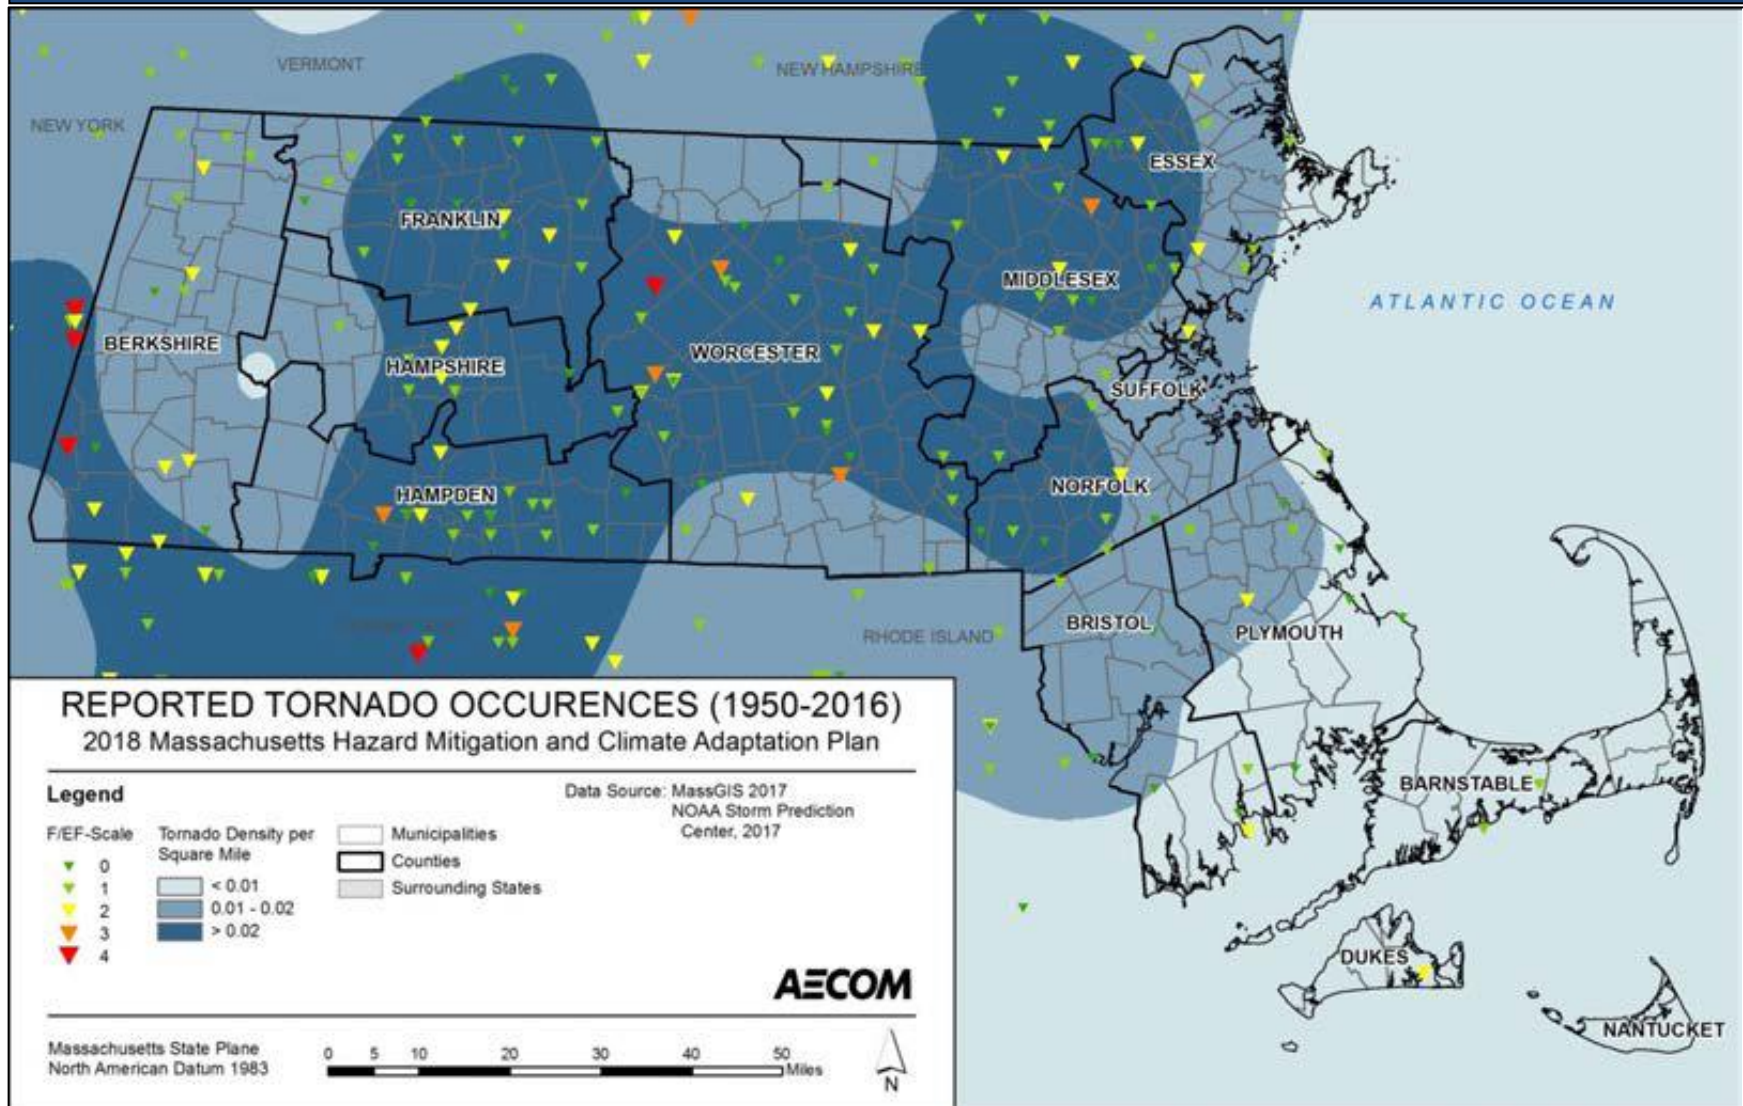 VERMONT
NEW HAMPSHIRE
NEW YORK
ESSEX
FRANKLIN
MIDDLESEX
ATLANTIC OCEAN
BERKSHIRE
WORCESTER
HAMPSHIRE
SUFFOLK
HAMPDEN
NORFOLK
BRISTOL
PLYMOUTH
RHODE ISLAND
BARNSTABLE
DUKES
NANTUCKET
REPORTED TORNADO OCCURENCES (1950-2016)
2018 Massachusetts Hazard Mitigation and Climate Adaptation Plan
Legend
F/EF-Scale
0
1
2
3
4
Tornado Density per
Square Mile
< 0.01
0.01 - 0.02
> 0.02
Municipalities
Counties
Surrounding States
Data Source: MassGIS 2017
NOAA Storm Prediction
Center, 2017
AECOM
Massachusetts State Plane
North American Datum 1983
0 5 10 20 30 40 50
Miles
N